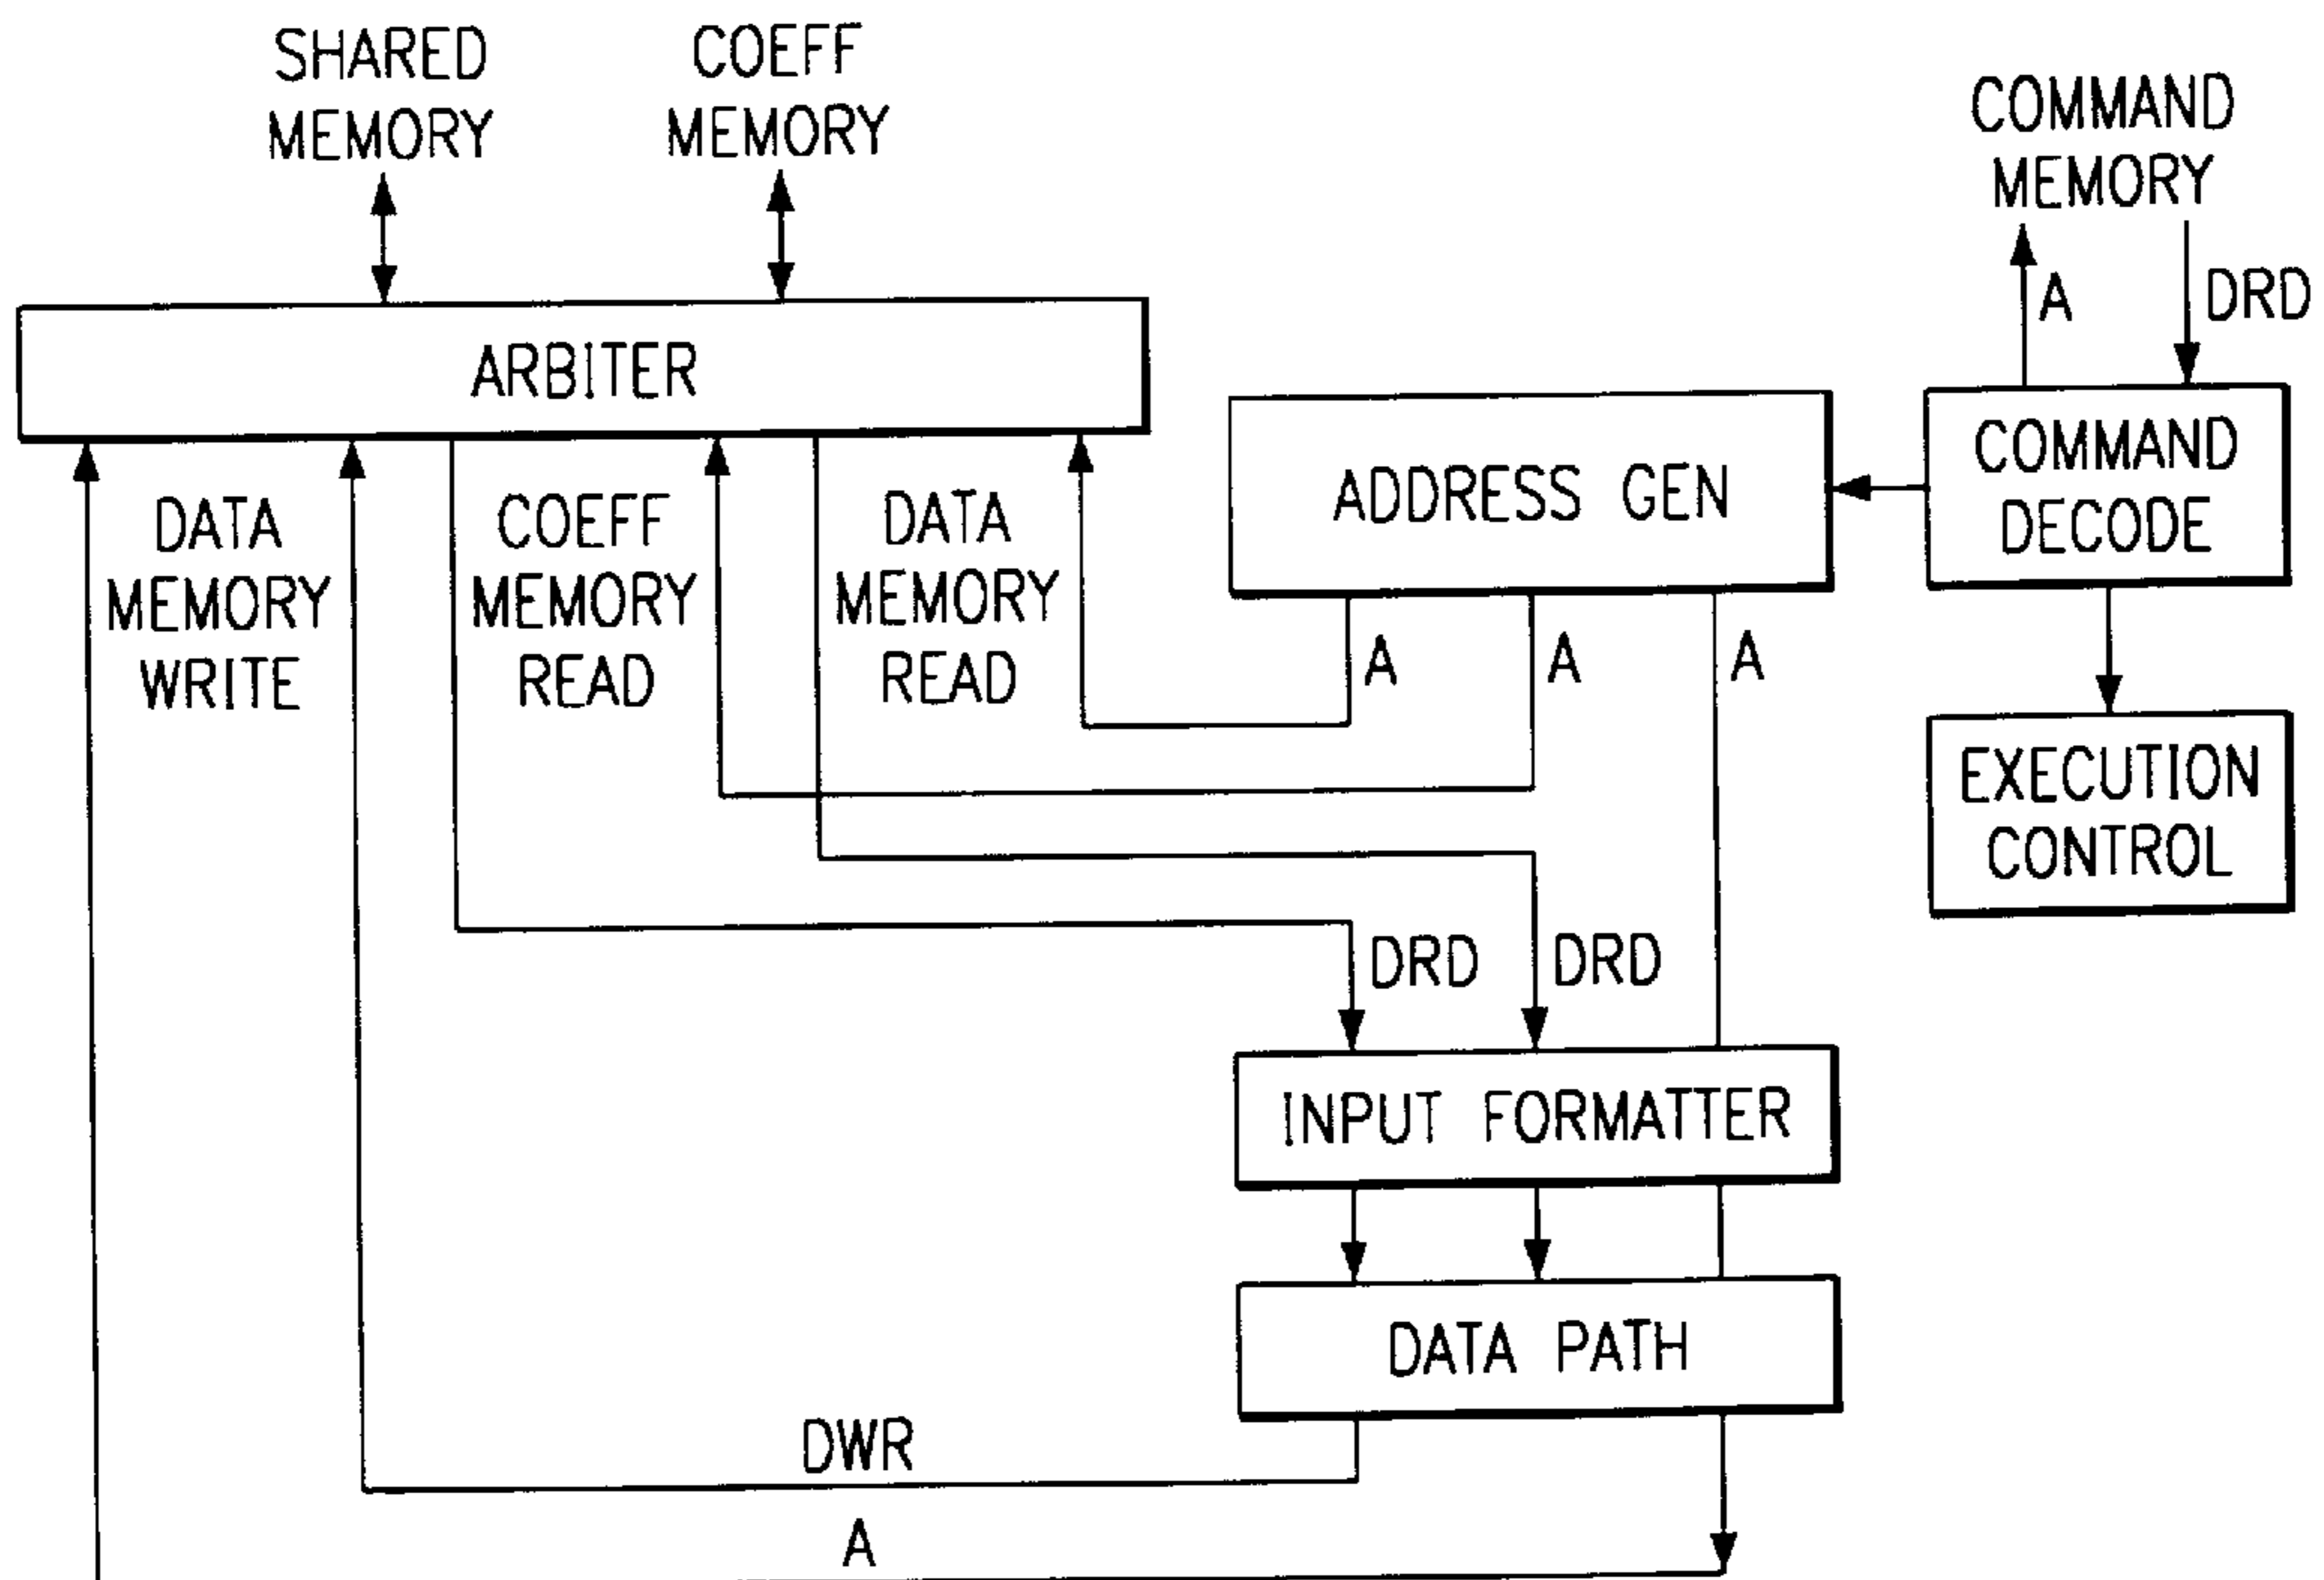 SHARED
MEMORY
COEFF
MEMORY
COMMAND
MEMORY
A
DRD
ARBITER
ADDRESS GEN
COMMAND
DECODE
DATA
MEMORY
WRITE
COEFF
MEMORY
READ
DATA
MEMORY
READ
A
A
A
EXECUTION
CONTROL
DRD
DRD
INPUT FORMATTER
DATA PATH
DWR
A